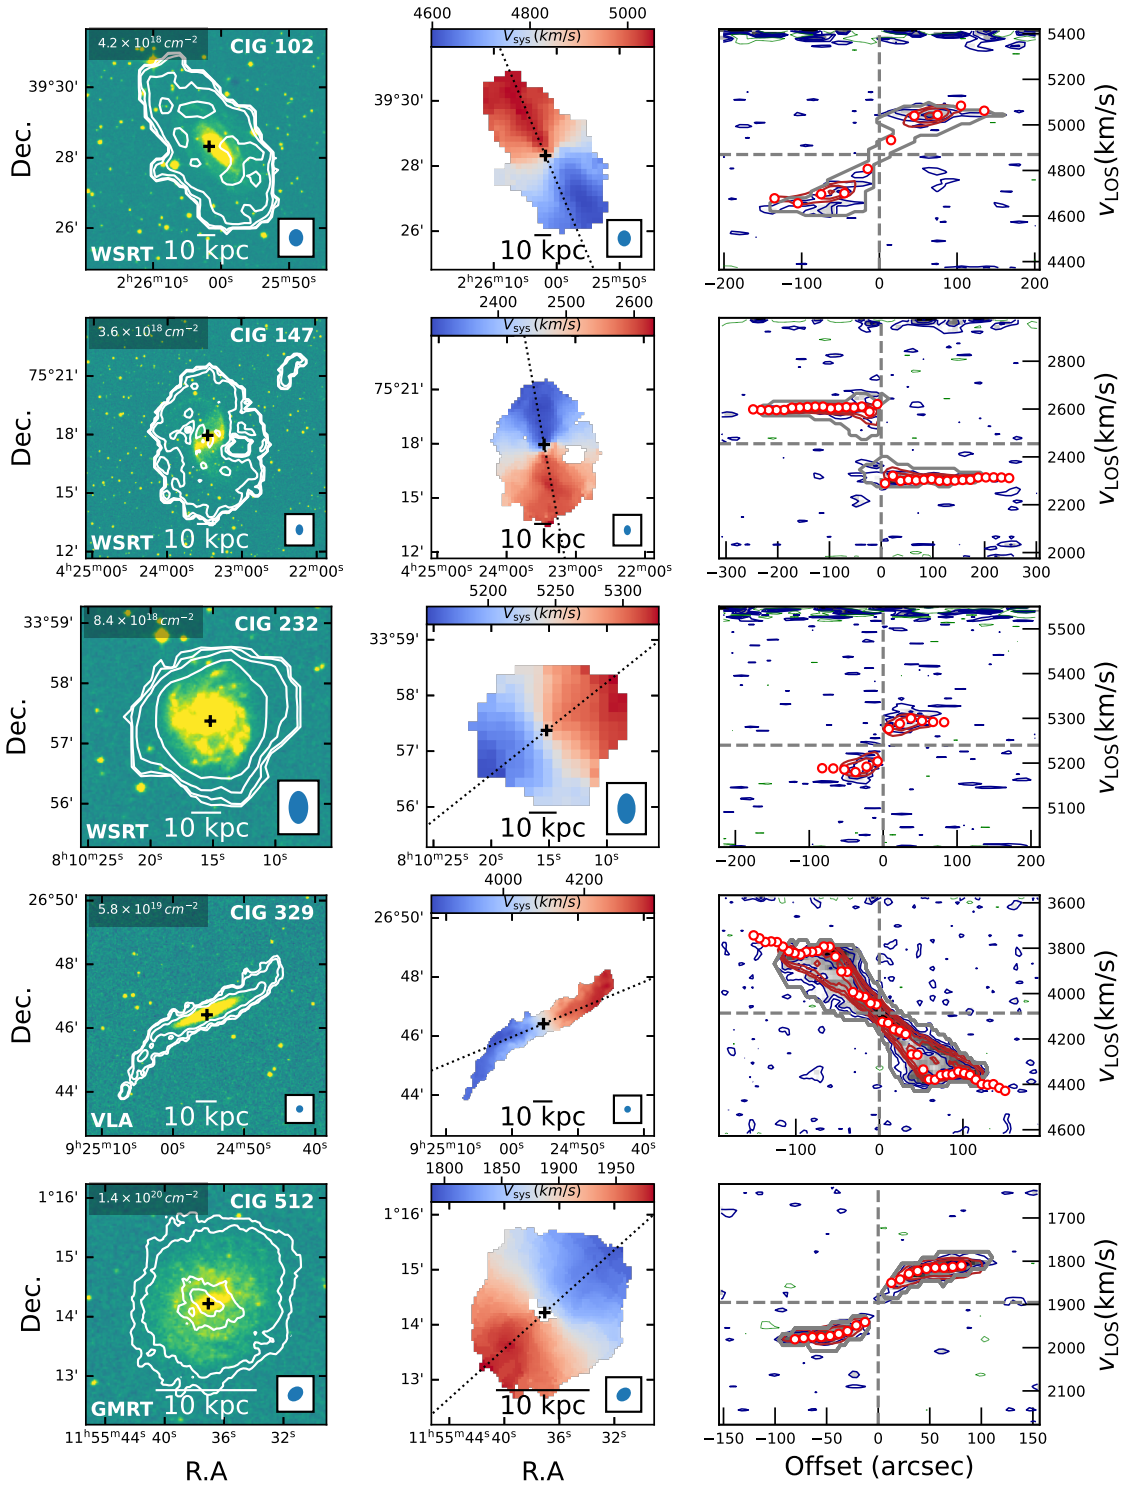 4600 4800 5000
4.2 × 10¹⁸ cm⁻² CIG 102
V_sys (km/s)
39°30'
28'
26'
Dec.
WSRT 10 kpc
2ʰ26ᵐ10ˢ 00ˢ 25ᵐ50ˢ
39°30'
28'
26'
10 kpc
2ʰ26ᵐ10ˢ 00ˢ 25ᵐ50ˢ
5400
5200
5000
4800
4600
4400
v_LOS(km/s)
−200 −100 0 100 200
2400 2500 2600
3.6 × 10¹⁸ cm⁻² CIG 147
V_sys (km/s)
75°21'
18'
15'
12'
Dec.
WSRT 10 kpc
4ʰ25ᵐ00ˢ 24ᵐ00ˢ 23ᵐ00ˢ 22ᵐ00ˢ
75°21'
18'
15'
12'
10 kpc
4ʰ25ᵐ00ˢ 24ᵐ00ˢ 23ᵐ00ˢ 22ᵐ00ˢ
2800
2600
2400
2200
2000
v_LOS(km/s)
−300 −200 −100 0 100 200 300
5200 5250 5300
8.4 × 10¹⁸ cm⁻² CIG 232
V_sys (km/s)
33°59'
58'
57'
56'
Dec.
WSRT 10 kpc
8ʰ10ᵐ25ˢ 20ˢ 15ˢ 10ˢ
33°59'
58'
57'
56'
10 kpc
8ʰ10ᵐ25ˢ 20ˢ 15ˢ 10ˢ
5500
5400
5300
5200
5100
v_LOS(km/s)
−200 −100 0 100 200
4000 4200
5.8 × 10¹⁹ cm⁻² CIG 329
V_sys (km/s)
26°50'
48'
46'
44'
Dec.
VLA 10 kpc
9ʰ25ᵐ10ˢ 00ˢ 24ᵐ50ˢ 40ˢ
26°50'
48'
46'
44'
10 kpc
9ʰ25ᵐ10ˢ 00ˢ 24ᵐ50ˢ 40ˢ
3600
3800
4000
4200
4400
4600
v_LOS(km/s)
−100 0 100
1800 1850 1900 1950
1.4 × 10²⁰ cm⁻² CIG 512
V_sys (km/s)
1°16'
15'
14'
13'
Dec.
GMRT 10 kpc
11ʰ55ᵐ44ˢ 40ˢ 36ˢ 32ˢ
R.A
1°16'
15'
14'
13'
10 kpc
11ʰ55ᵐ44ˢ 40ˢ 36ˢ 32ˢ
R.A
1700
1800
1900
2000
2100
v_LOS(km/s)
−150 −100 −50 0 50 100 150
Offset (arcsec)